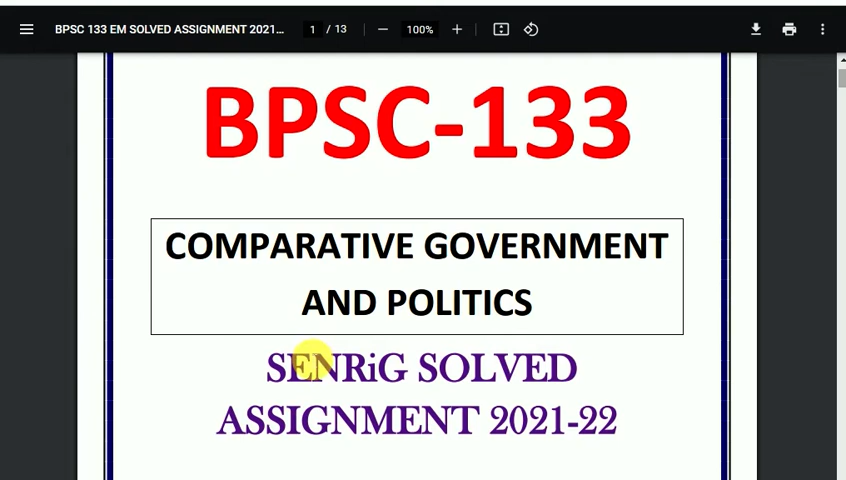 BPSC 133 EM SOLVED ASSIGNMENT 2021... 1 / 13 100%
BPSC-133
COMPARATIVE GOVERNMENT
AND POLITICS
SENRiG SOLVED
ASSIGNMENT 2021-22